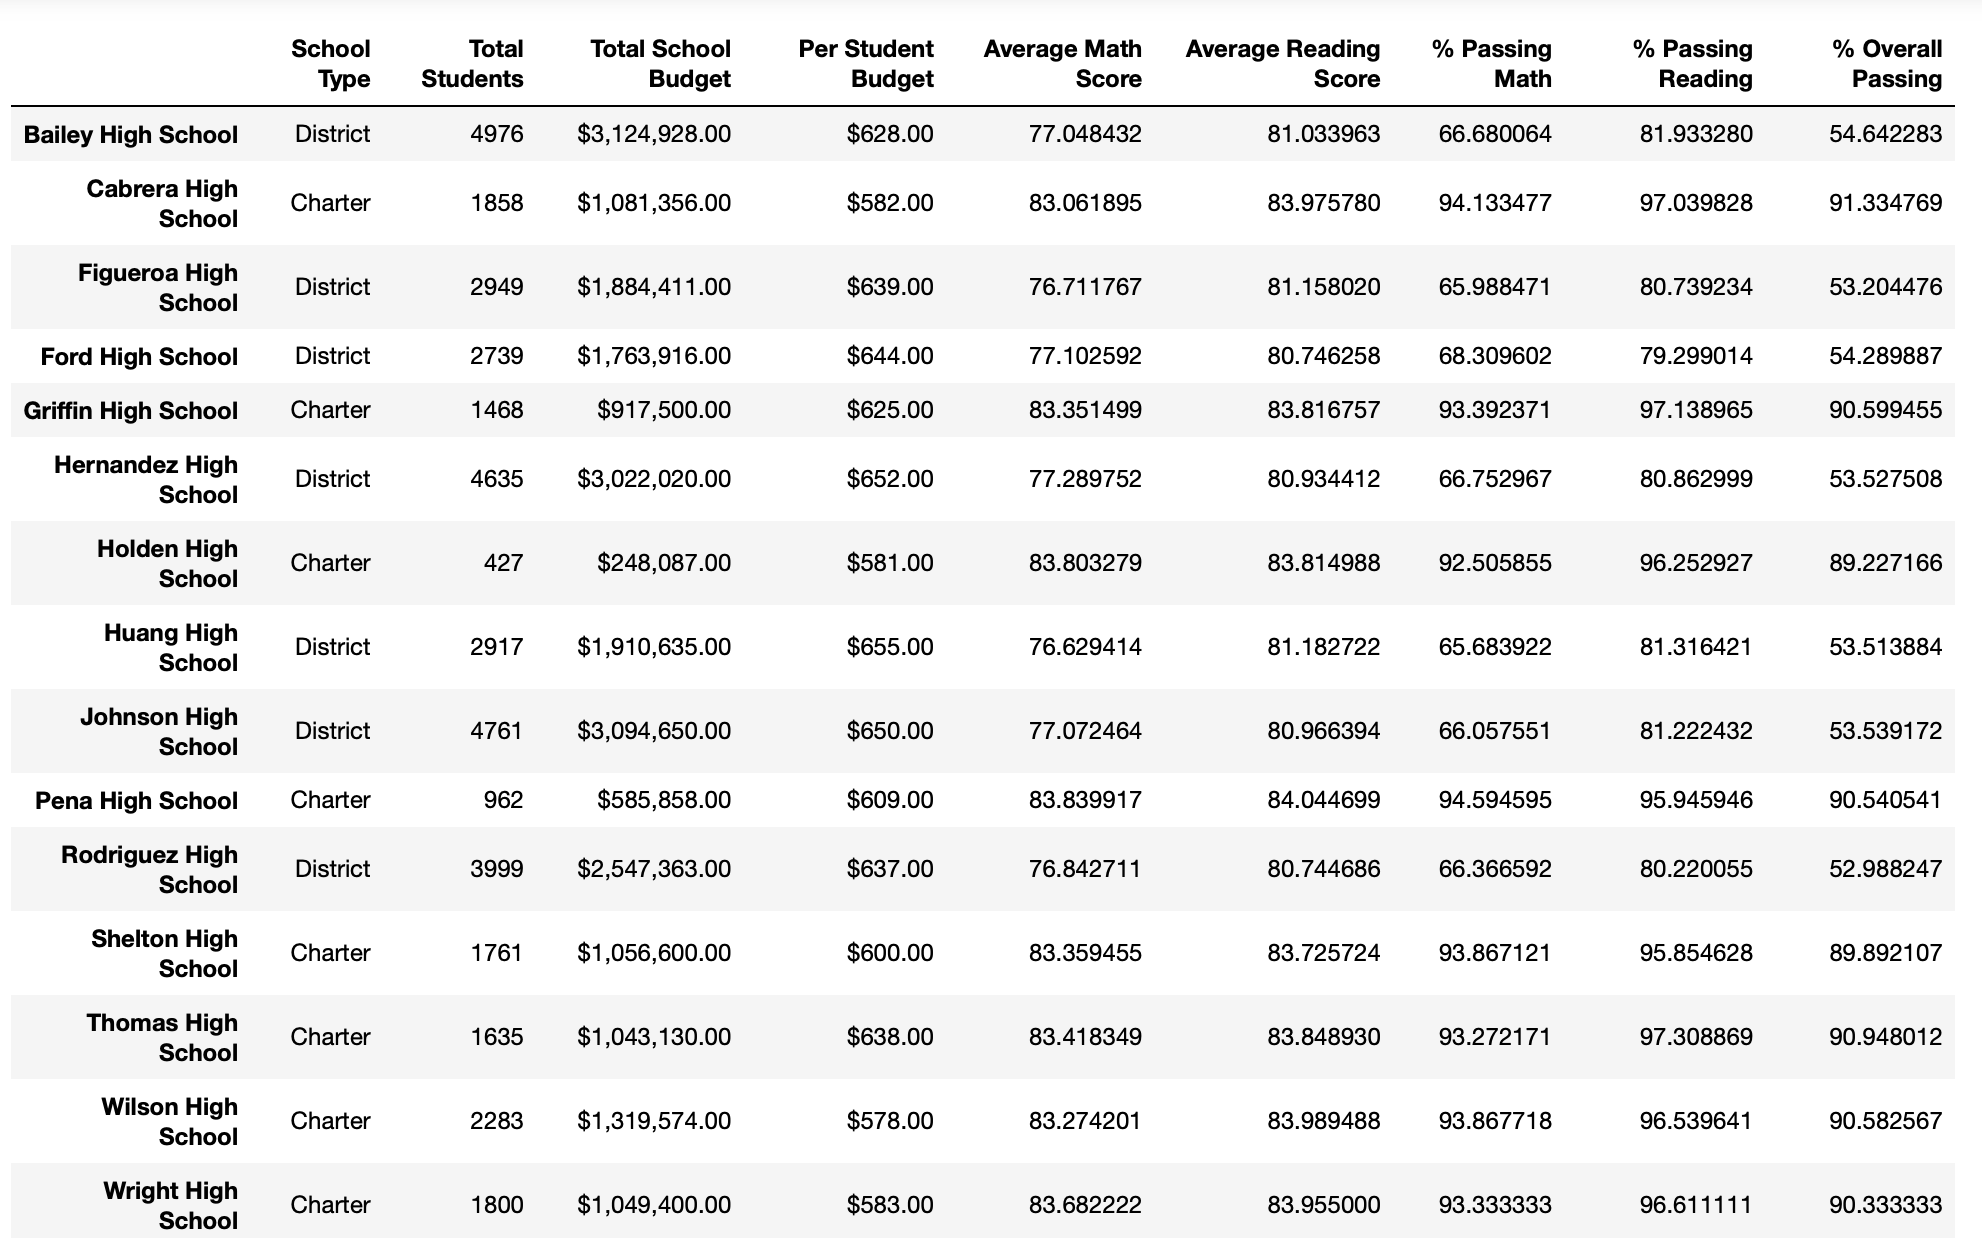 School Type Total Students Total School Budget Per Student Budget Average Math Score Average Reading Score % Passing Math % Passing Reading % Overall Passing
Bailey High School District 4976 $3,124,928.00 $628.00 77.048432 81.033963 66.680064 81.933280 54.642283
Cabrera High School Charter 1858 $1,081,356.00 $582.00 83.061895 83.975780 94.133477 97.039828 91.334769
Figueroa High School District 2949 $1,884,411.00 $639.00 76.711767 81.158020 65.988471 80.739234 53.204476
Ford High School District 2739 $1,763,916.00 $644.00 77.102592 80.746258 68.309602 79.299014 54.289887
Griffin High School Charter 1468 $917,500.00 $625.00 83.351499 83.816757 93.392371 97.138965 90.599455
Hernandez High School District 4635 $3,022,020.00 $652.00 77.289752 80.934412 66.752967 80.862999 53.527508
Holden High School Charter 427 $248,087.00 $581.00 83.803279 83.814988 92.505855 96.252927 89.227166
Huang High School District 2917 $1,910,635.00 $655.00 76.629414 81.182722 65.683922 81.316421 53.513884
Johnson High School District 4761 $3,094,650.00 $650.00 77.072464 80.966394 66.057551 81.222432 53.539172
Pena High School Charter 962 $585,858.00 $609.00 83.839917 84.044699 94.594595 95.945946 90.540541
Rodriguez High School District 3999 $2,547,363.00 $637.00 76.842711 80.744686 66.366592 80.220055 52.988247
Shelton High School Charter 1761 $1,056,600.00 $600.00 83.359455 83.725724 93.867121 95.854628 89.892107
Thomas High School Charter 1635 $1,043,130.00 $638.00 83.418349 83.848930 93.272171 97.308869 90.948012
Wilson High School Charter 2283 $1,319,574.00 $578.00 83.274201 83.989488 93.867718 96.539641 90.582567
Wright High School Charter 1800 $1,049,400.00 $583.00 83.682222 83.955000 93.333333 96.611111 90.333333